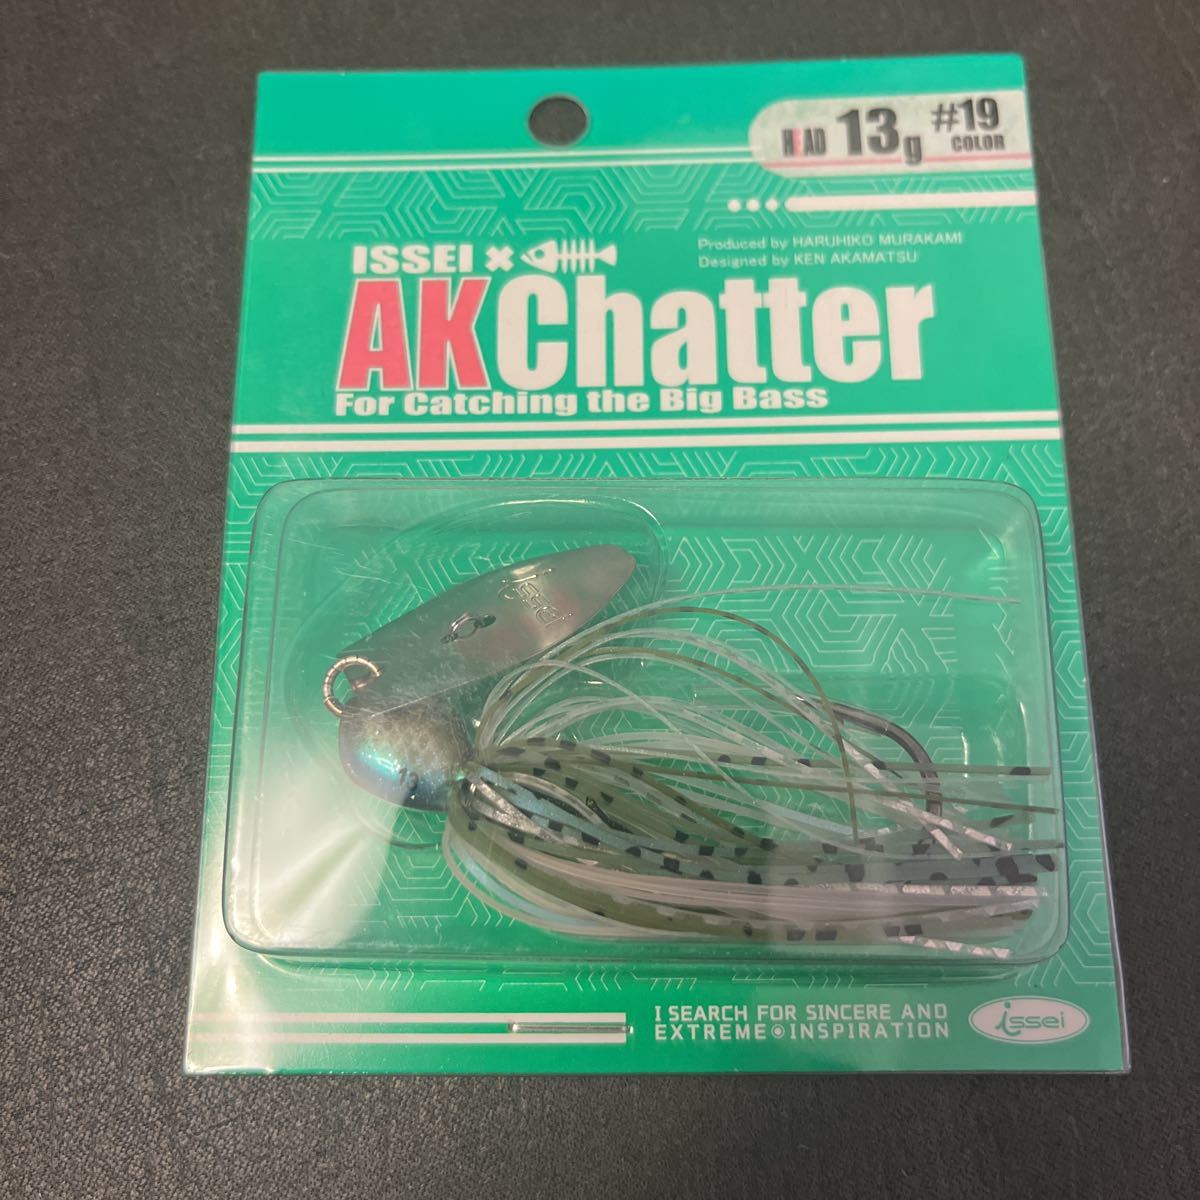 HEAD 13g #19
COLOR
Produced by HARUHIKO MURAKAMI
Designed by KEN AKAMATSU
ISSEI ×
AKChatter
For Catching the Big Bass
issei
I SEARCH FOR SINCERE AND
EXTREME INSPIRATION
issei